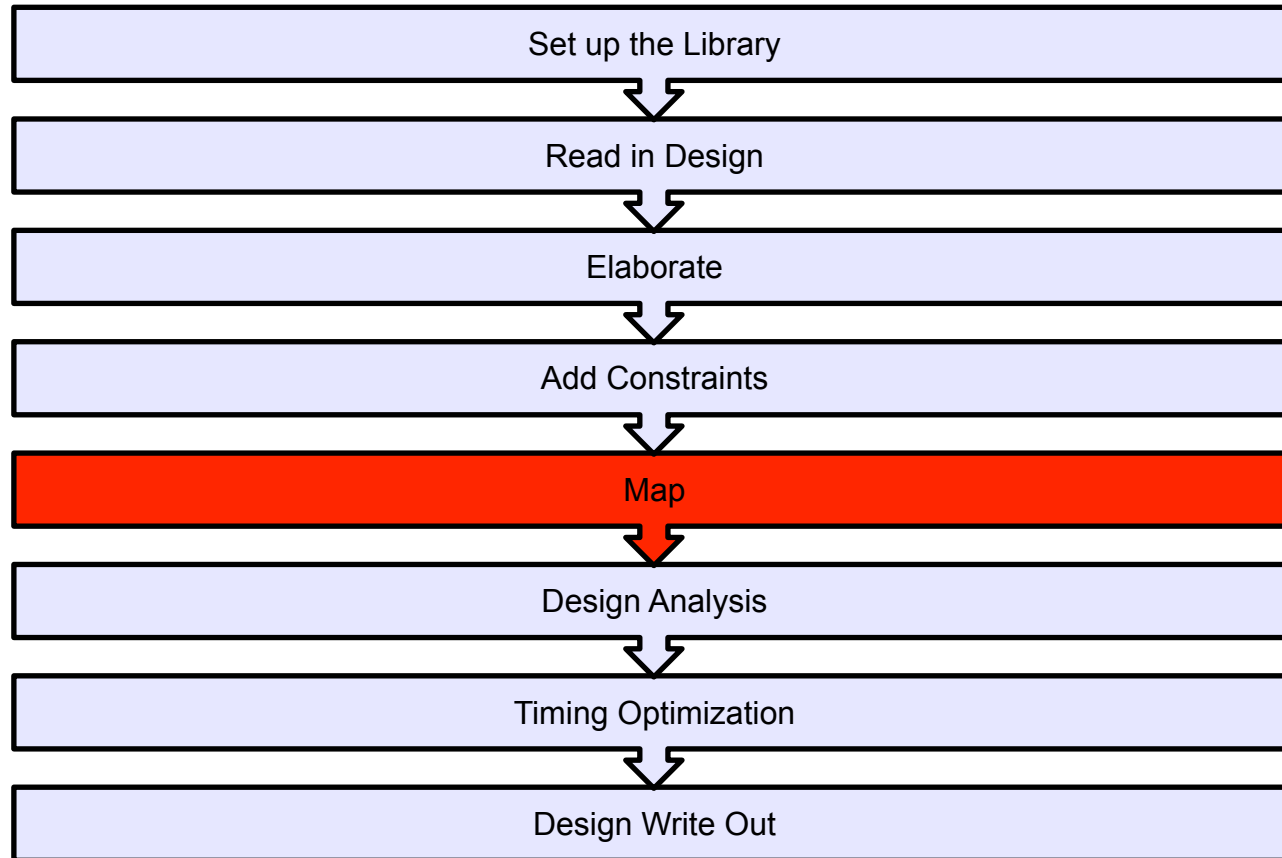 Set up the Library
Read in Design
Elaborate
Add Constraints
Map
Design Analysis
Timing Optimization
Design Write Out